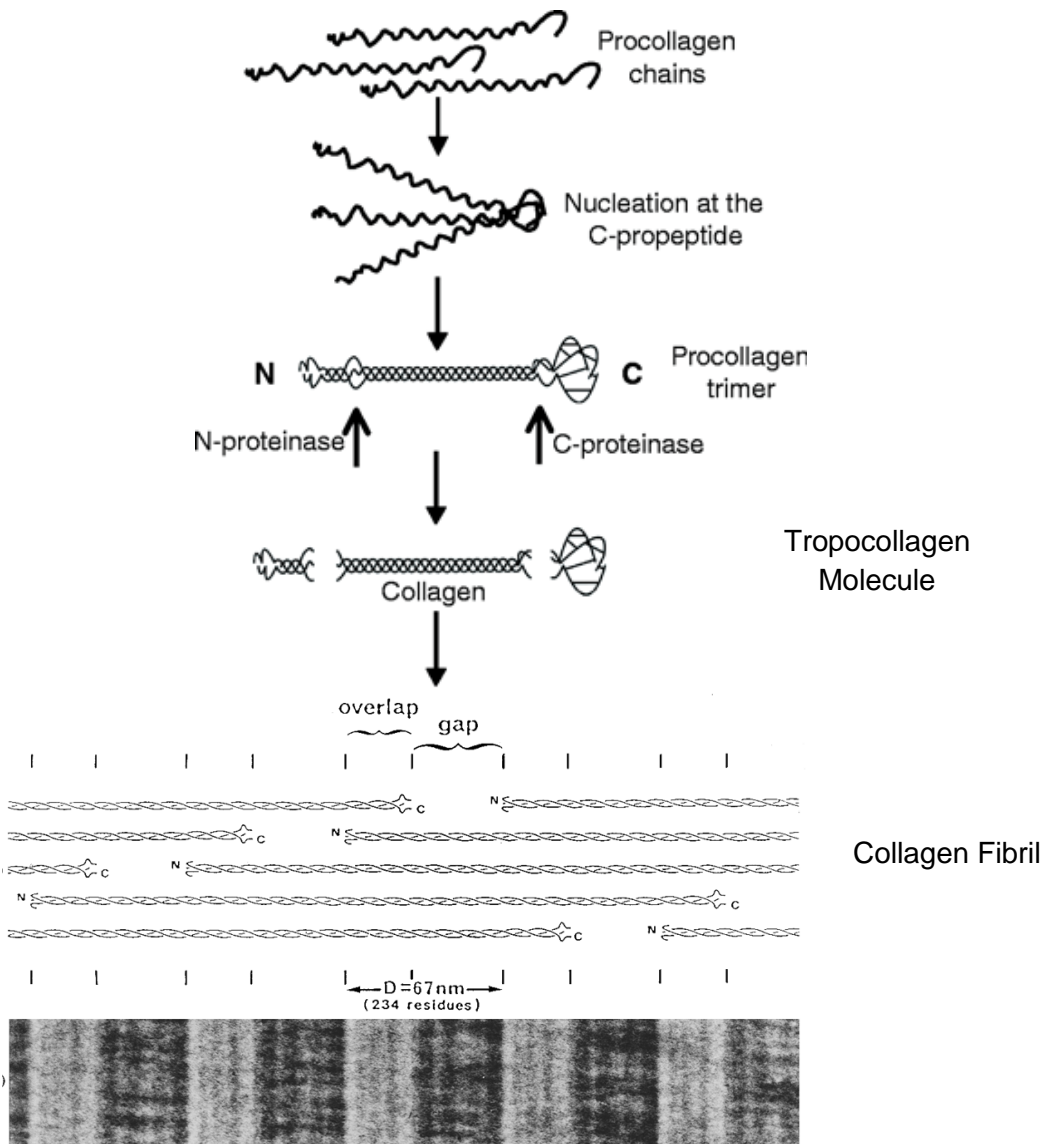 Procollagen
chains
Nucleation at the
C-propeptide
N
C
Procollagen
trimer
N-proteinase
C-proteinase
Tropocollagen
Molecule
Collagen
overlap
gap
C
N
C
N
C
N
N
C
C
N
Collagen Fibril
D=67nm
(234 residues)
)